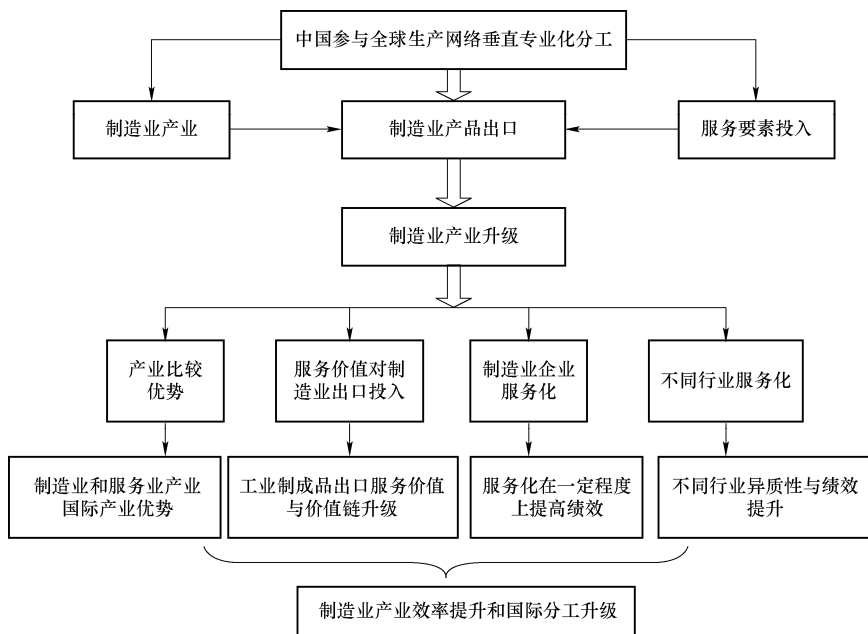 中国参与全球生产网络垂直专业化分工
制造业产业
制造业产品出口
服务要素投入
制造业产业升级
产业比较
优势
服务价值对制
造业出口投入
制造业企业
服务化
不同行业服务化
制造业和服务业产业
国际产业优势
工业制成品出口服务价值
与价值链升级
服务化在一定程度
上提高绩效
不同行业异质性与绩效
提升
制造业产业效率提升和国际分工升级